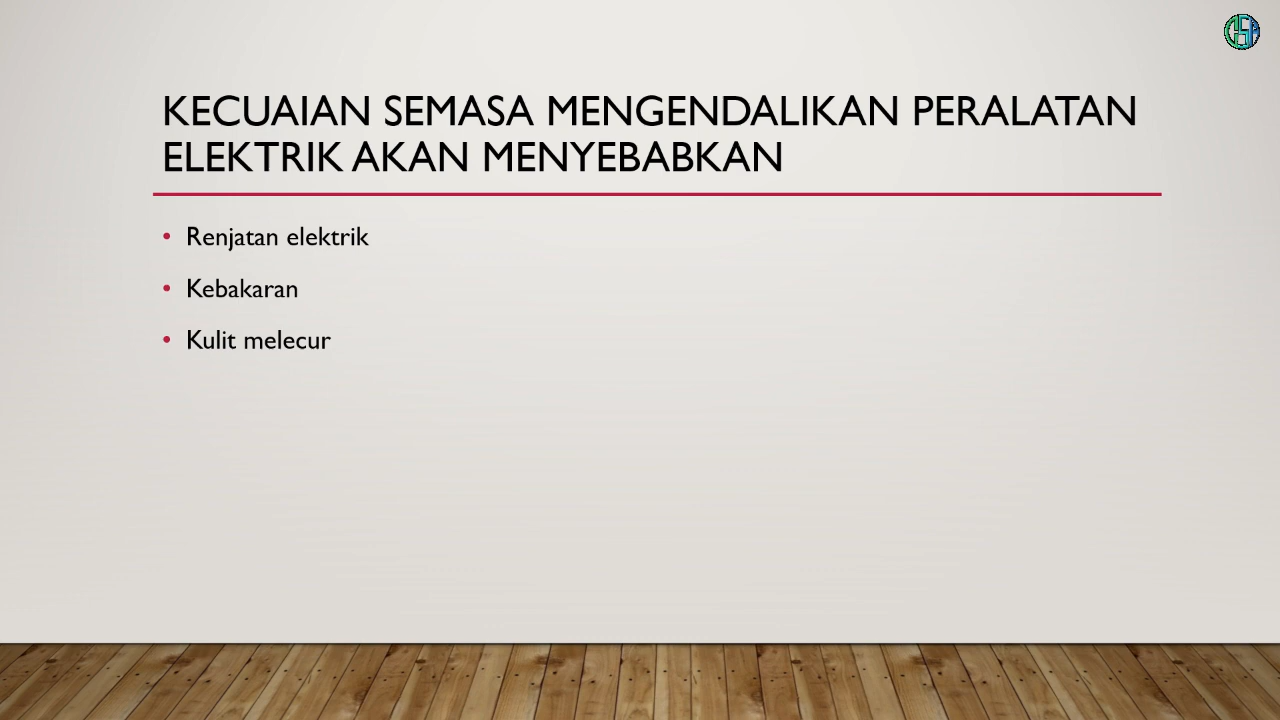 KECUAIAN SEMASA MENGENDALIKAN PERALATAN
ELEKTRIK AKAN MENYEBABKAN
• Renjatan elektrik
• Kebakaran
• Kulit melecur